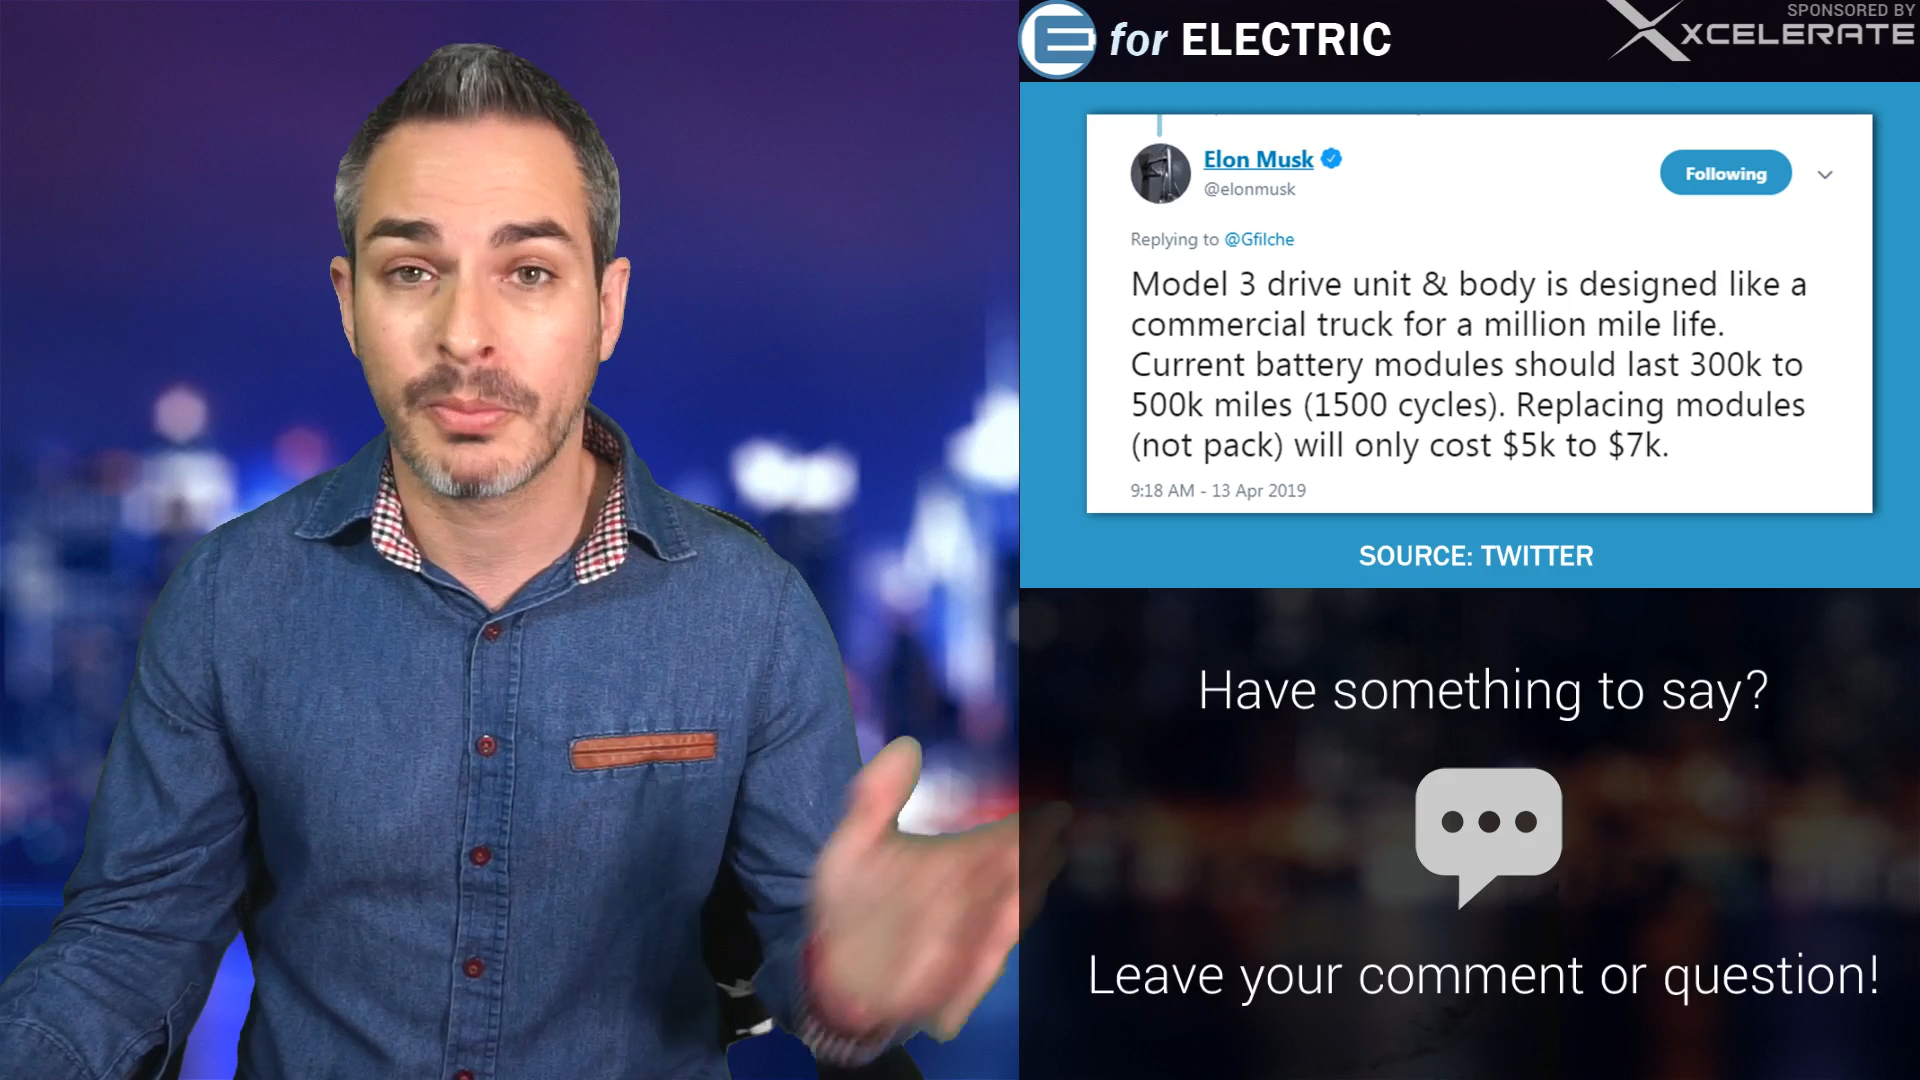 E for ELECTRIC
SPONSORED BY
XCELERATE
Elon Musk
@elonmusk
Following
Replying to @Gfilche
Model 3 drive unit & body is designed like a
commercial truck for a million mile life.
Current battery modules should last 300k to
500k miles (1500 cycles). Replacing modules
(not pack) will only cost $5k to $7k.
9:18 AM - 13 Apr 2019
SOURCE: TWITTER
Have something to say?
Leave your comment or question!